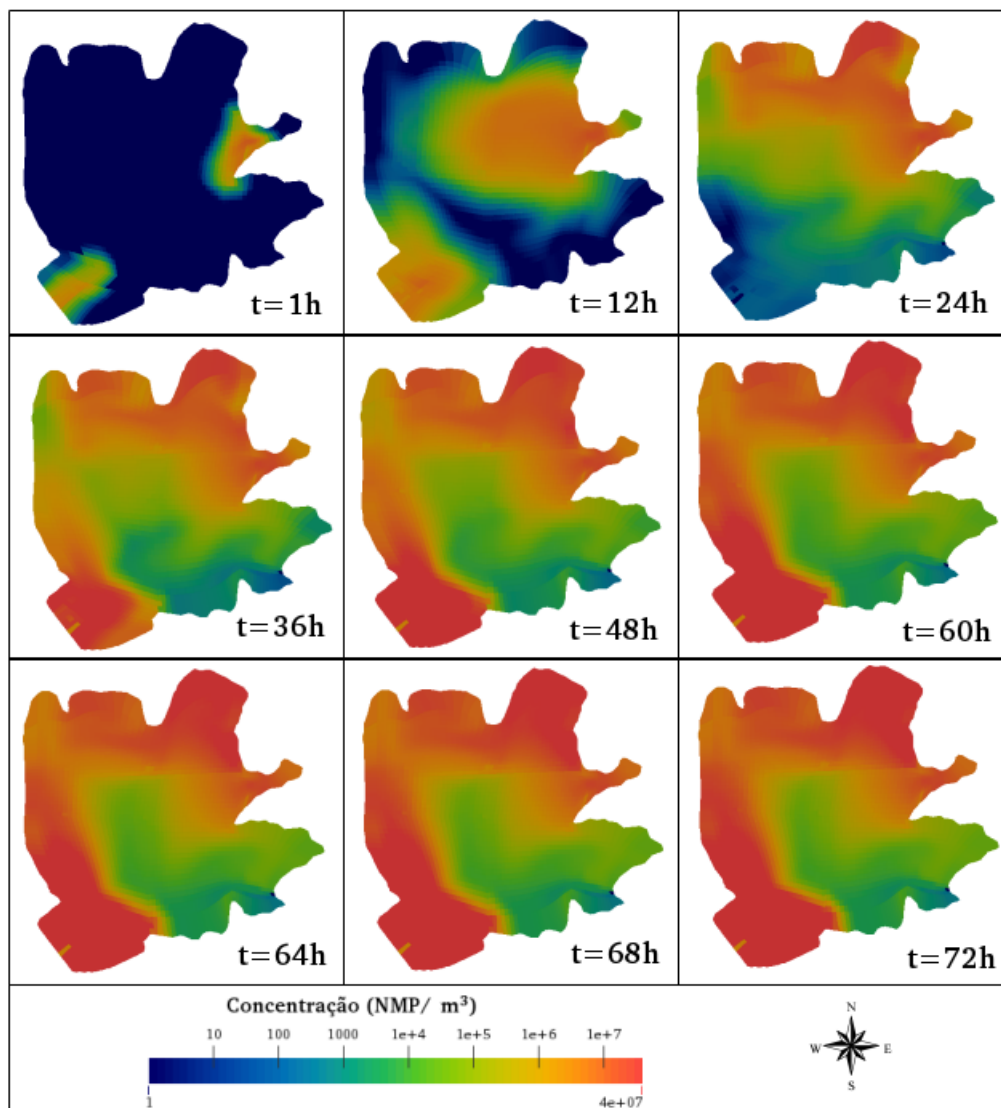 t=1h
t=12h
t=24h
t=36h
t=48h
t=60h
t=64h
t=68h
t=72h
Concentração (NMP/ m³)
10 100 1000 1e+4 1e+5 1e+6 1e+7
1 4e+07
N
W E
S